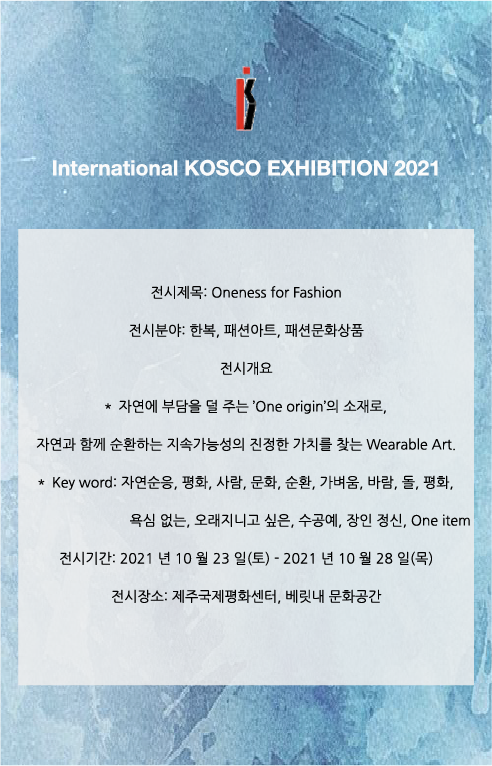 International KOSCO EXHIBITION 2021
전시제목: Oneness for Fashion
전시분야: 한복, 패션아트, 패션문화상품
전시개요
* 자연에 부담을 덜 주는 'One origin'의 소재로,
자연과 함께 순환하는 지속가능성의 진정한 가치를 찾는 Wearable Art.
* Key word: 자연순응, 평화, 사람, 문화, 순환, 가벼움, 바람, 돌, 평화,
욕심 없는, 오래지니고 싶은, 수공예, 장인 정신, One item
전시기간: 2021 년 10 월 23 일(토) - 2021 년 10 월 28 일(목)
전시장소: 제주국제평화센터, 베릿내 문화공간